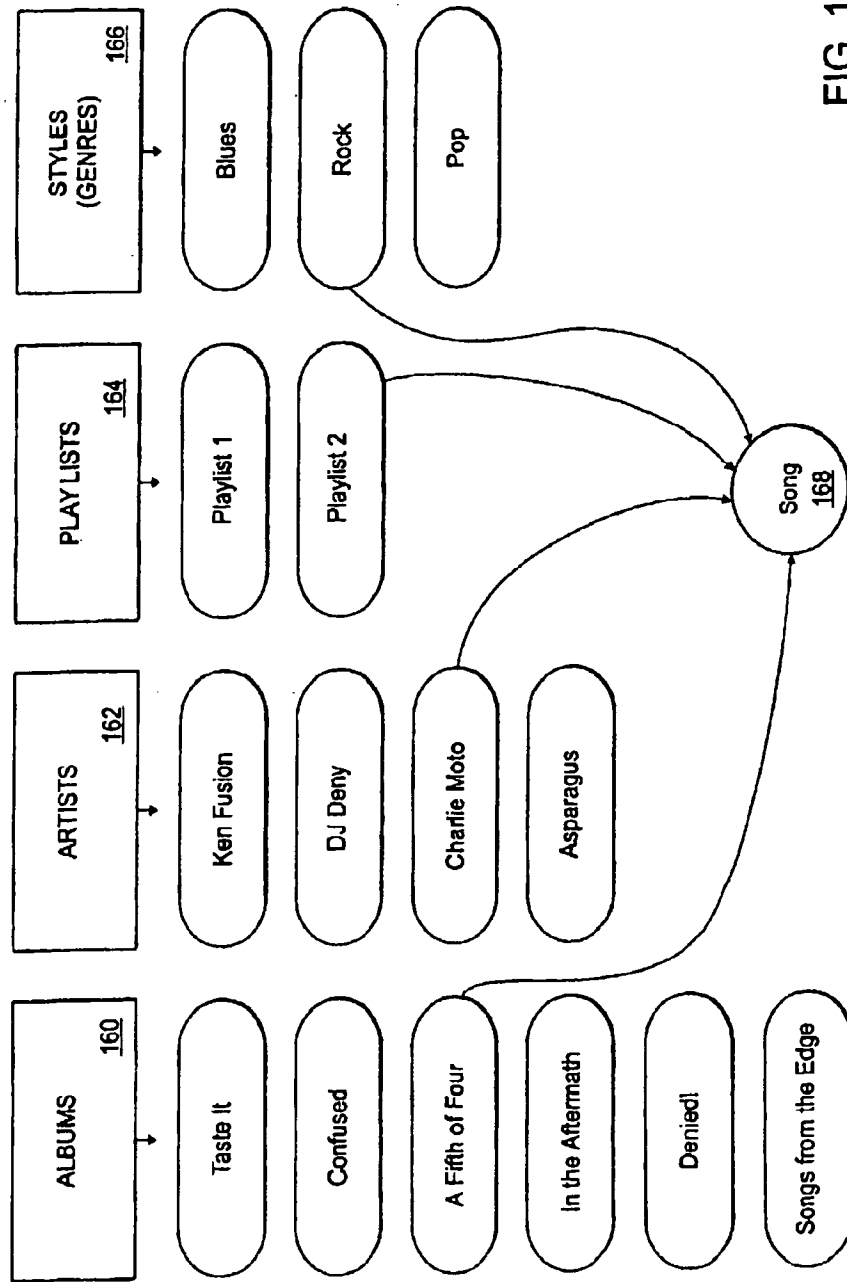 ALBUMS
160
Taste It
Confused
A Fifth of Four
In the Aftermath
Denied!
Songs from the Edge
ARTISTS
162
Ken Fusion
DJ Deny
Charlie Moto
Asparagus
PLAYLISTS
164
Playlist 1
Playlist 2
STYLES
(GENRES)
166
Blues
Rock
Pop
Song
168
FIG. 1